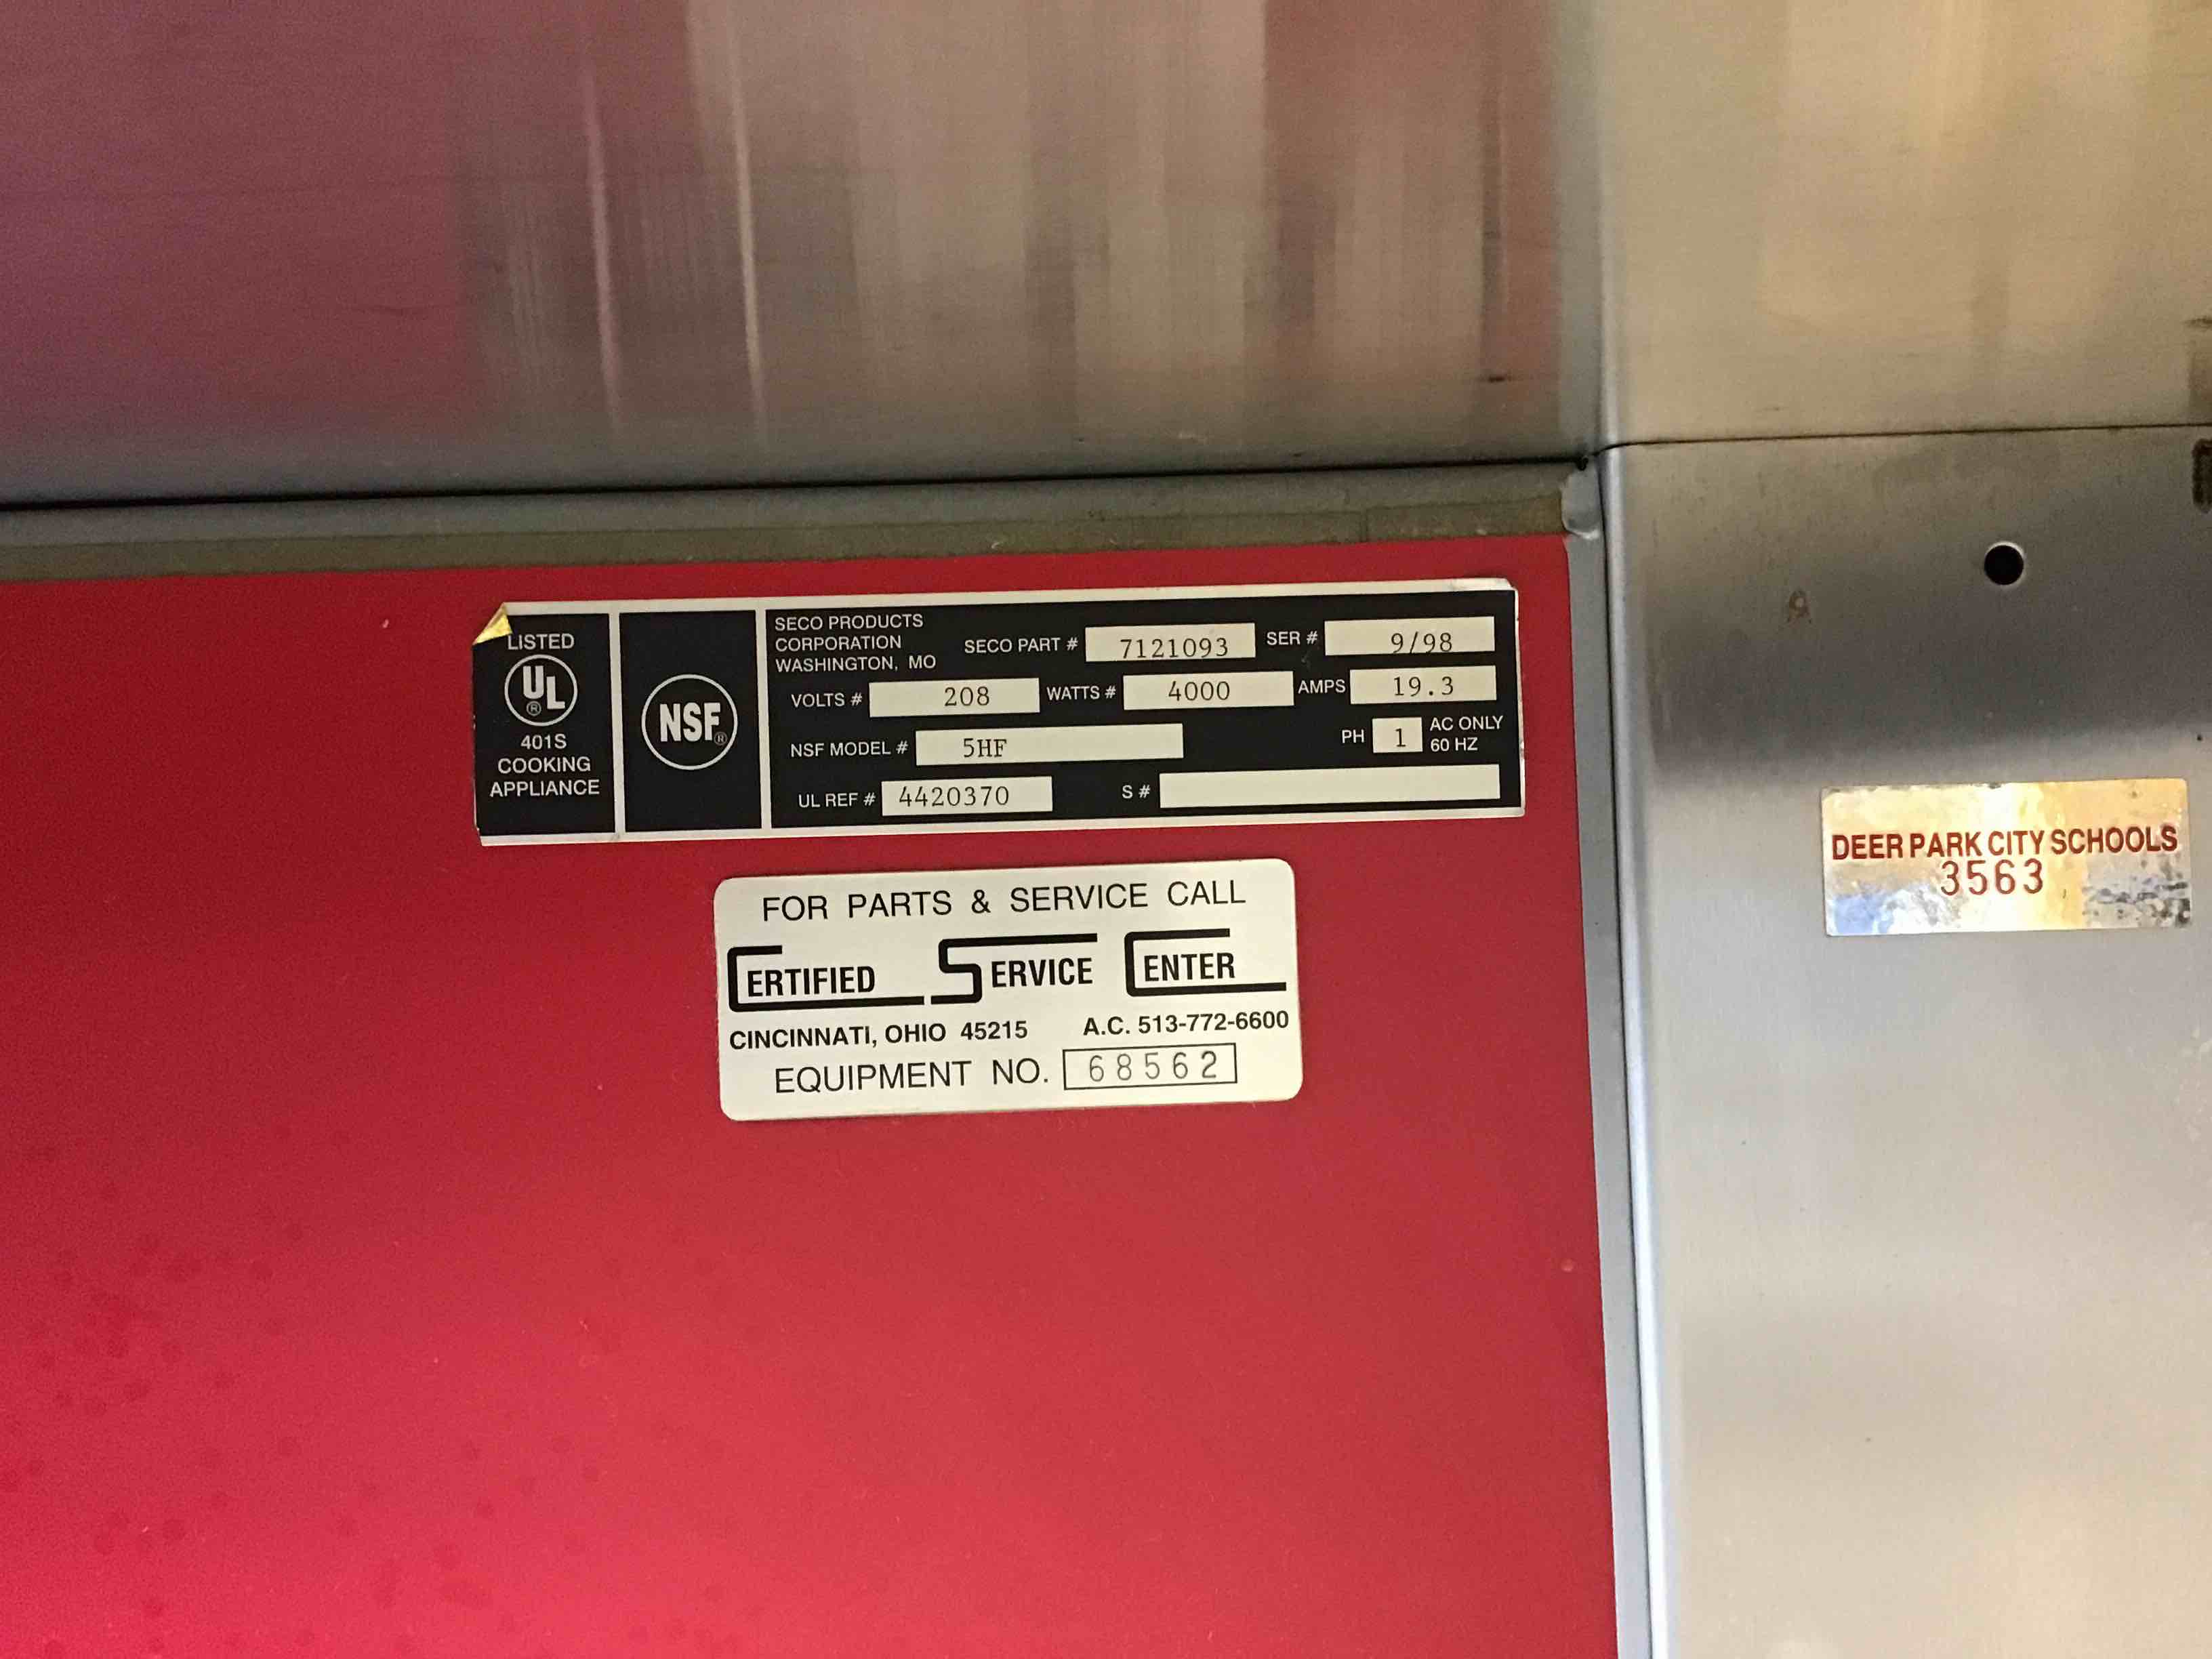 LISTED
UL ®
401S
COOKING
APPLIANCE
NSF®
SECO PRODUCTS
CORPORATION
WASHINGTON, MO
SECO PART # 7121093 SER # 9/98
VOLTS # 208 WATTS # 4000 AMPS 19.3
NSF MODEL # 5HF PH 1 AC ONLY
60 HZ
UL REF # 4420370 S #
FOR PARTS & SERVICE CALL
CERTIFIED SERVICE CENTER
CINCINNATI, OHIO 45215 A.C. 513-772-6600
EQUIPMENT NO. 68562
DEER PARK CITY SCHOOLS
3563